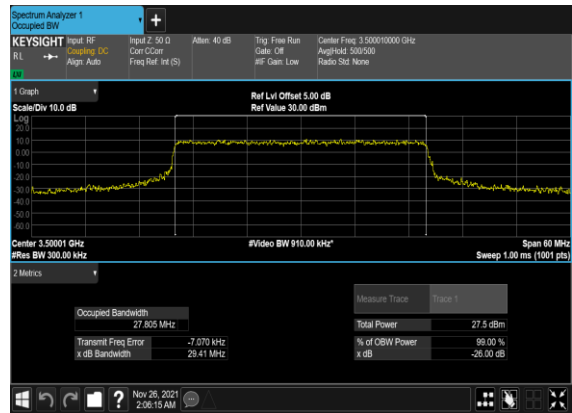 Spectrum Analyzer 1
Occupied BW
KEYSIGHT Input: RF Input Z: 50 Ω Atten: 40 dB Trig: Free Run Center Freq: 3.500010000 GHz
Coupling: DC Corr CCorr Gate: Off Avg|Hold: 500/500
RL Align: Auto Freq Ref: Int (S) #IF Gain: Low Radio Std: None
1 Graph
Ref Lvl Offset 5.00 dB
Scale/Div 10.0 dB Ref Value 30.00 dBm
Log
20.0
10.0
0.00
-10.0
-20.0
-30.0
-40.0
-50.0
-60.0
Center 3.50001 GHz #Video BW 910.00 kHz* Span 60 MHz
#Res BW 300.00 kHz Sweep 1.00 ms (1001 pts)
2 Metrics
Measure Trace Trace 1
Occupied Bandwidth
27.805 MHz Total Power 27.5 dBm
Transmit Freq Error -7.070 kHz % of OBW Power 99.00 %
x dB Bandwidth 29.41 MHz x dB -26.00 dB
Nov 26, 2021
2:06:15 AM